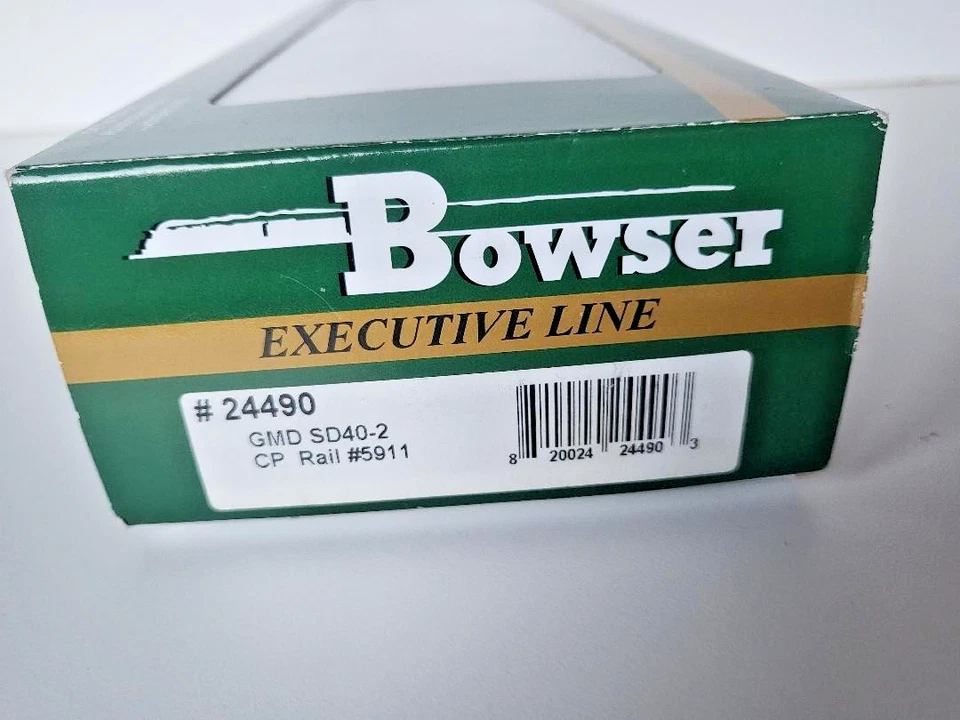 Bowser
EXECUTIVE LINE
# 24490
GMD SD40-2
CP Rail #5911
8 20024 24490 3